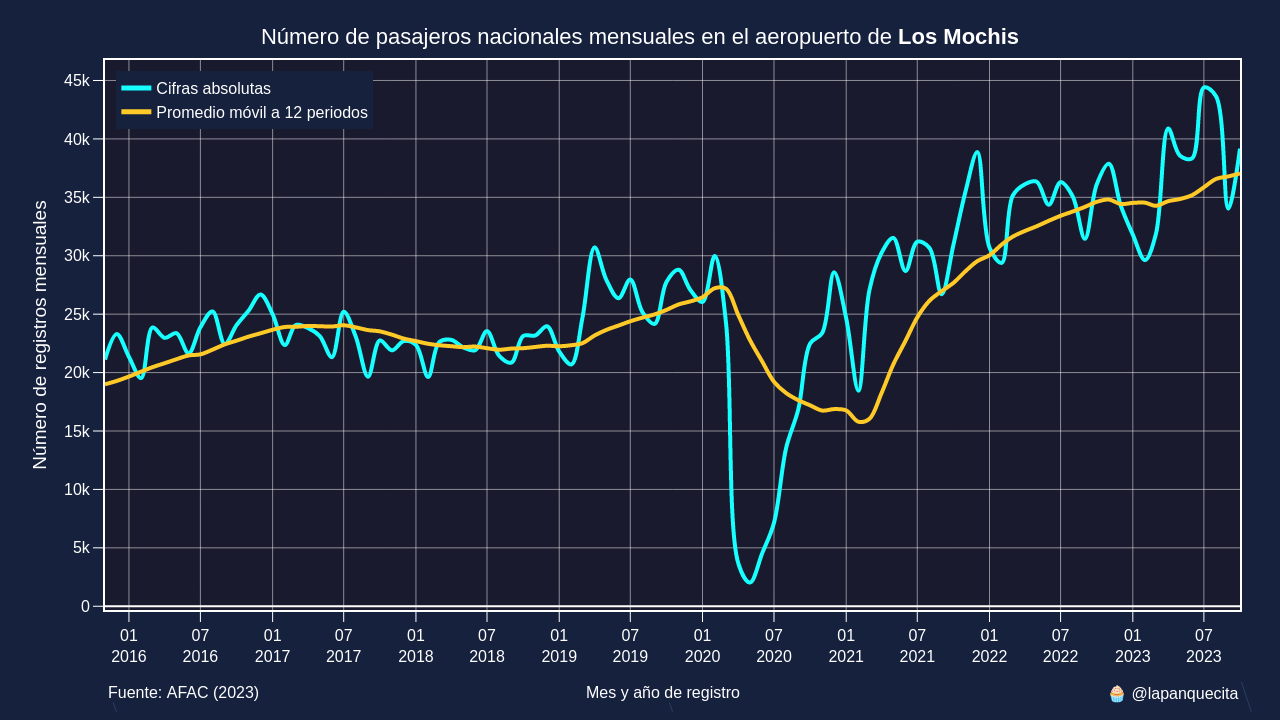 Número de pasajeros nacionales mensuales en el aeropuerto de Los Mochis
Cifras absolutas
Promedio móvil a 12 periodos
Número de registros mensuales
45k
40k
35k
30k
25k
20k
15k
10k
5k
0
01 07 01 07 01 07 01 07 01 07 01 07 01 07 01 07
2016 2016 2017 2017 2018 2018 2019 2019 2020 2020 2021 2021 2022 2022 2023 2023
Fuente: AFAC (2023) Mes y año de registro 🧁 @lapanquecita